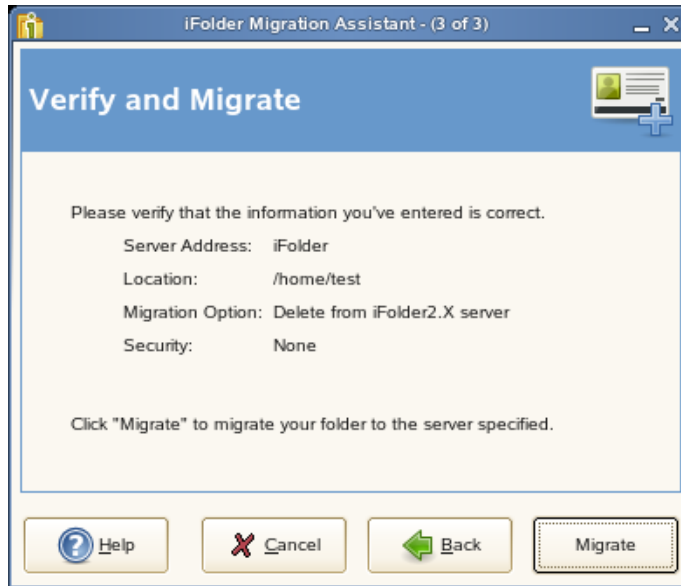 iFolder Migration Assistant - (3 of 3)
Verify and Migrate
Please verify that the information you've entered is correct.
Server Address: iFolder
Location: /home/test
Migration Option: Delete from iFolder2.X server
Security: None
Click "Migrate" to migrate your folder to the server specified.
Help Cancel Back Migrate